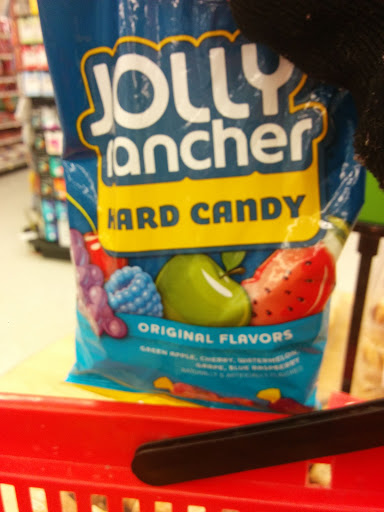 JOLLY
rancher
HARD CANDY
ORIGINAL FLAVORS
GREEN APPLE, CHERRY, WATERMELON,
GRAPE, BLUE RASPBERRY
NATURALLY & ARTIFICIALLY FLAVORED